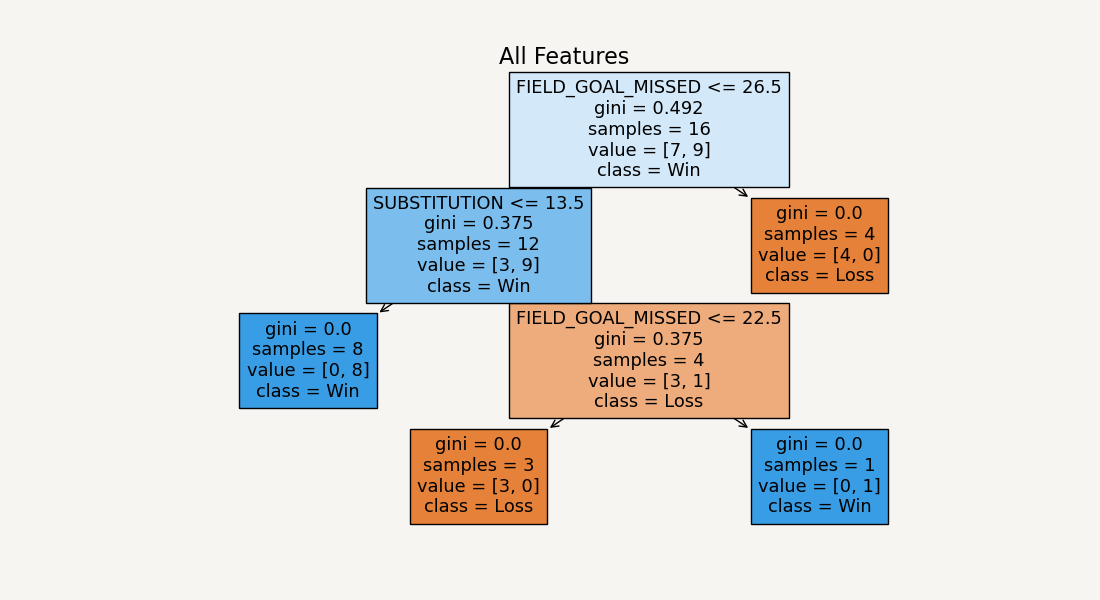 All Features
FIELD_GOAL_MISSED <= 26.5
gini = 0.492
samples = 16
value = [7, 9]
class = Win
SUBSTITUTION <= 13.5
gini = 0.375
samples = 12
value = [3, 9]
class = Win
gini = 0.0
samples = 4
value = [4, 0]
class = Loss
gini = 0.0
samples = 8
value = [0, 8]
class = Win
FIELD_GOAL_MISSED <= 22.5
gini = 0.375
samples = 4
value = [3, 1]
class = Loss
gini = 0.0
samples = 3
value = [3, 0]
class = Loss
gini = 0.0
samples = 1
value = [0, 1]
class = Win